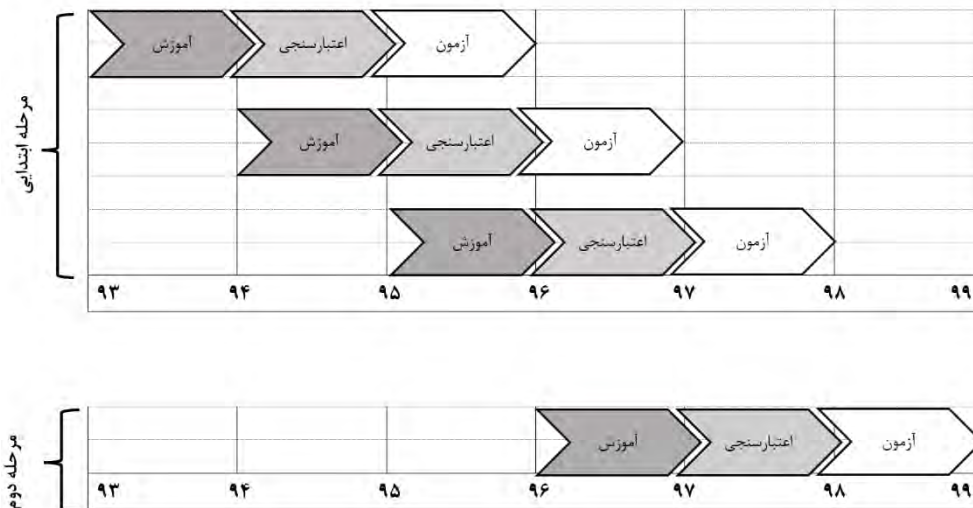 مرحله ابتدایی
آموزش اعتبارسنجی آزمون
آموزش اعتبارسنجی آزمون
آموزش اعتبارسنجی آزمون
۹۳ ۹۴ ۹۵ ۹۶ ۹۷ ۹۸ ۹۹
مرحله دوم
آموزش اعتبارسنجی آزمون
۹۳ ۹۴ ۹۵ ۹۶ ۹۷ ۹۸ ۹۹